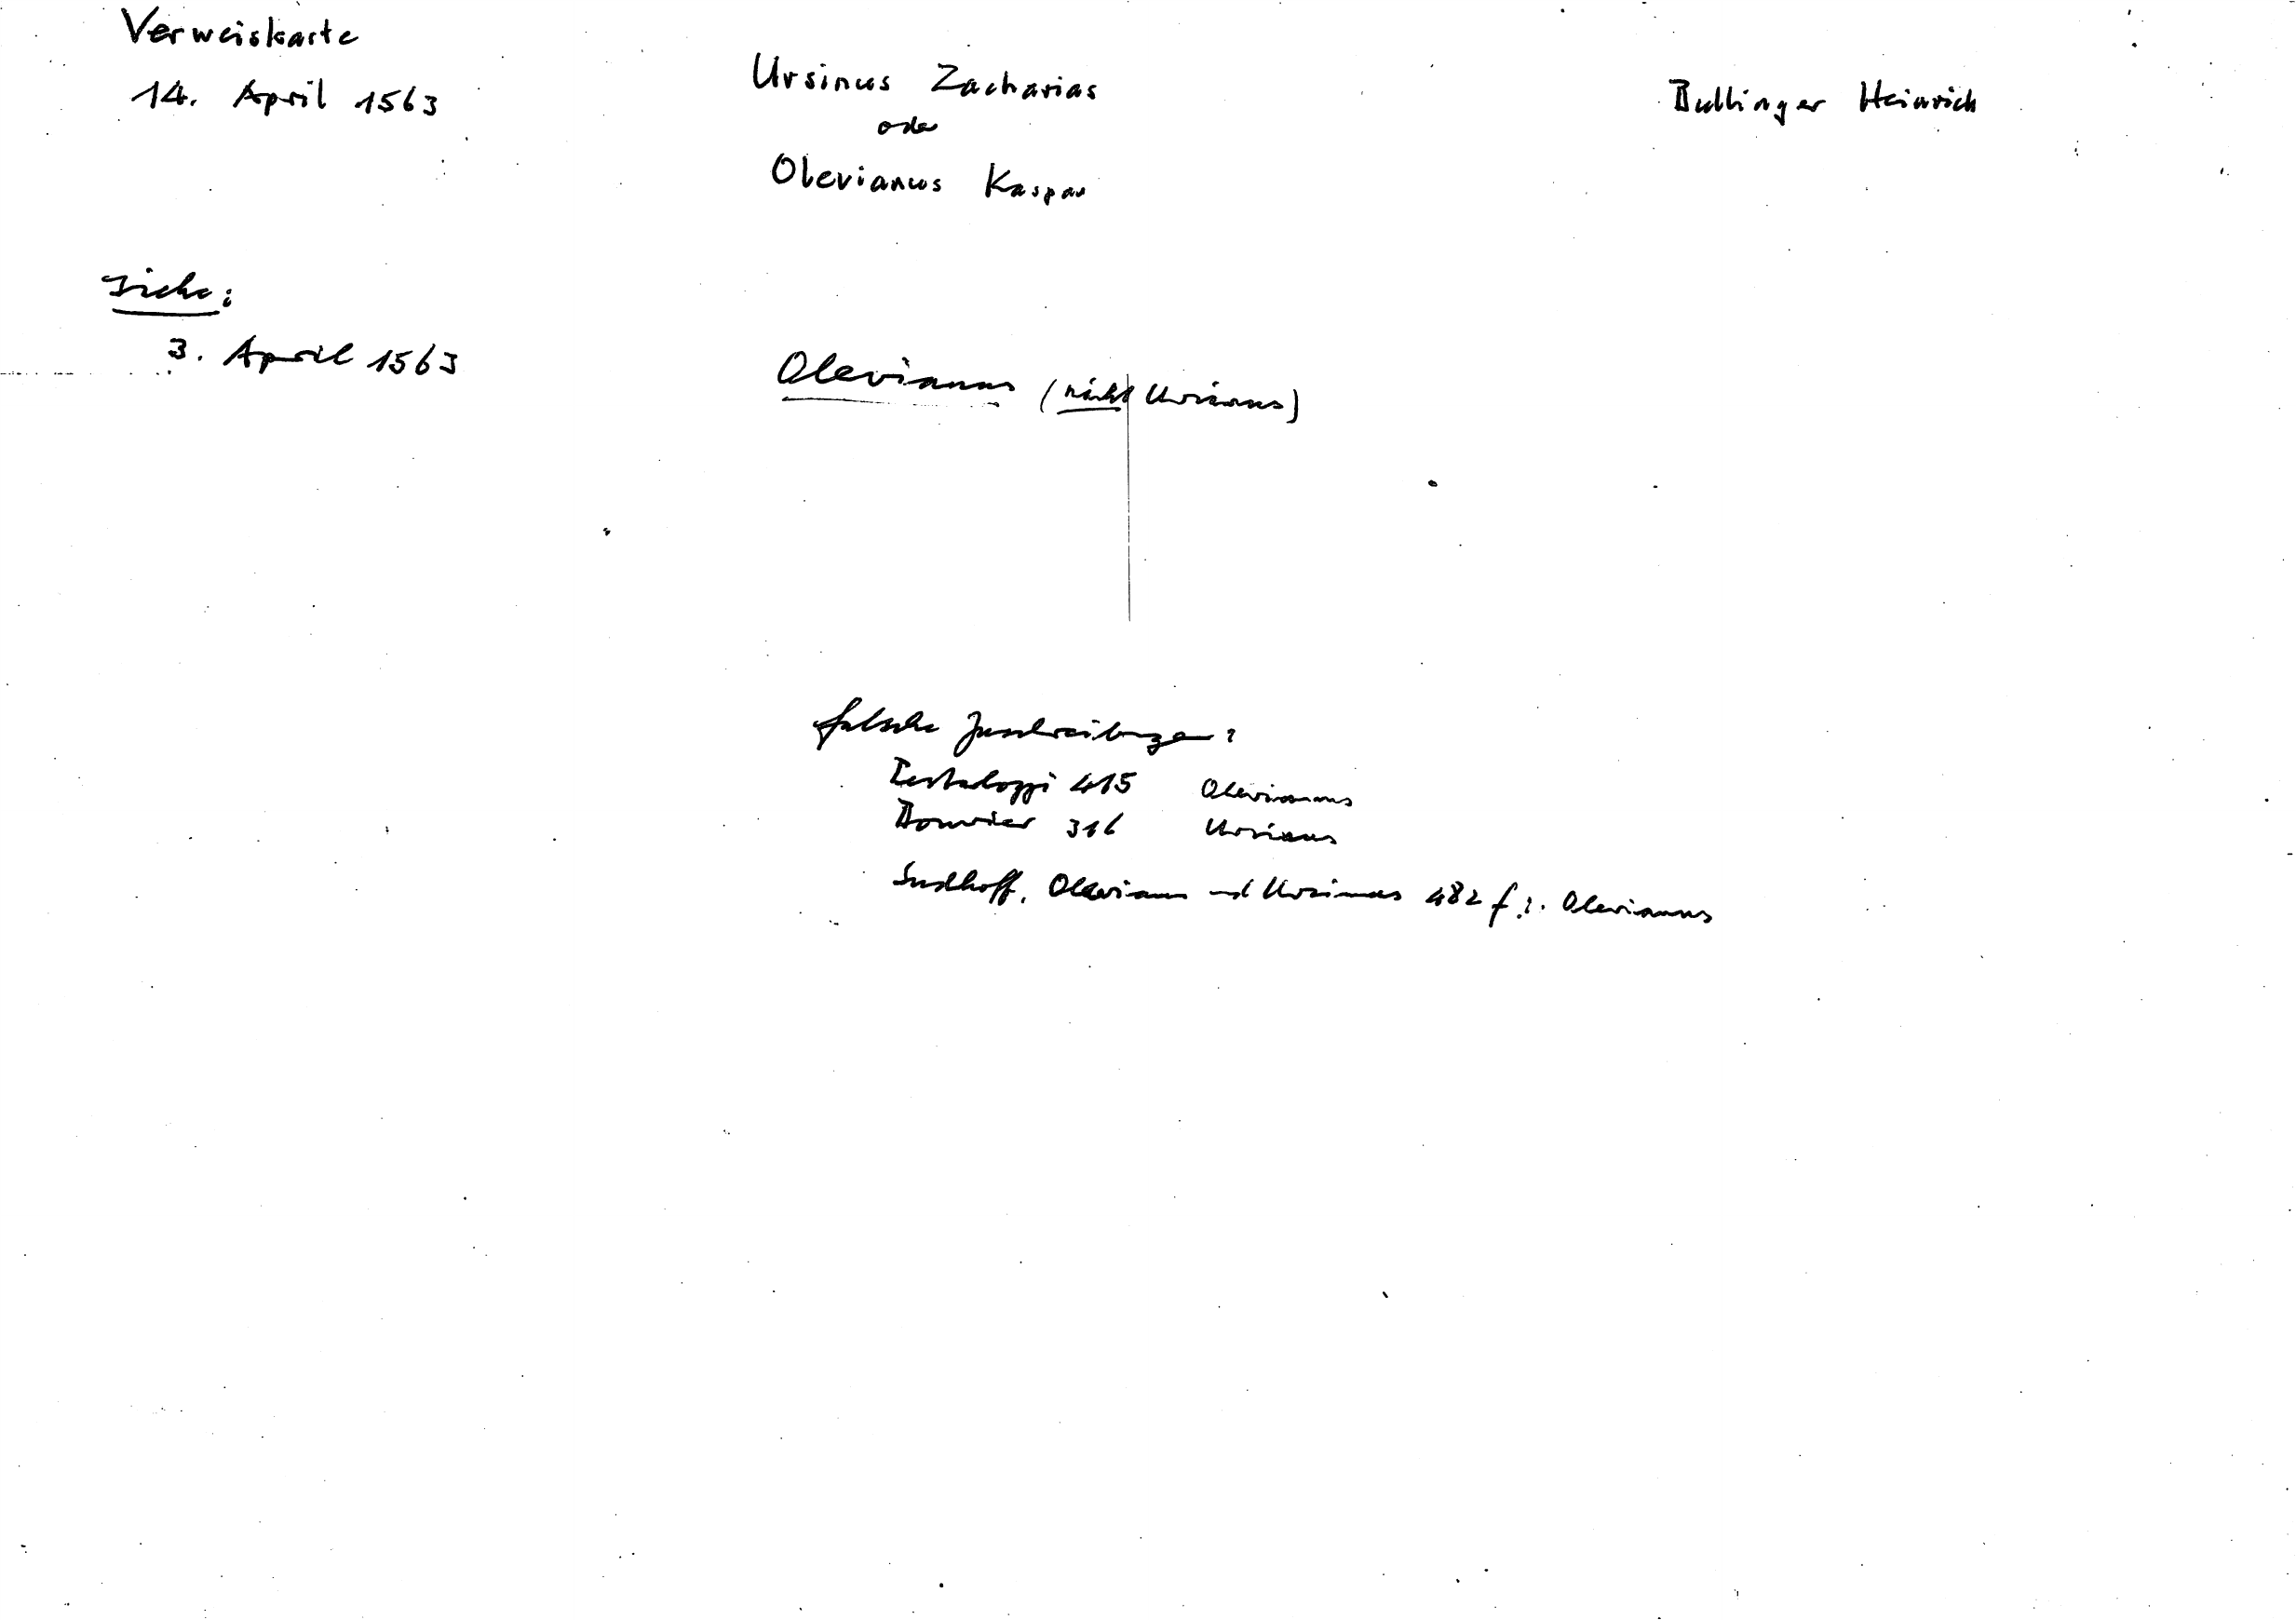 Verweiskarte
14. April 1563
Ursinus Zacharias
oder
Olevianus Kaspar
Bullinger Heinrich
Siehe:
3. April 1563
Olevianus (nicht Ursinus)
falsche Zuschreibungen:
Pestalozzi 415 Olevianus
Bouvier 316 Ursinus
Sudhoff, Olevianus und Ursinus 482 f.: Olevianus